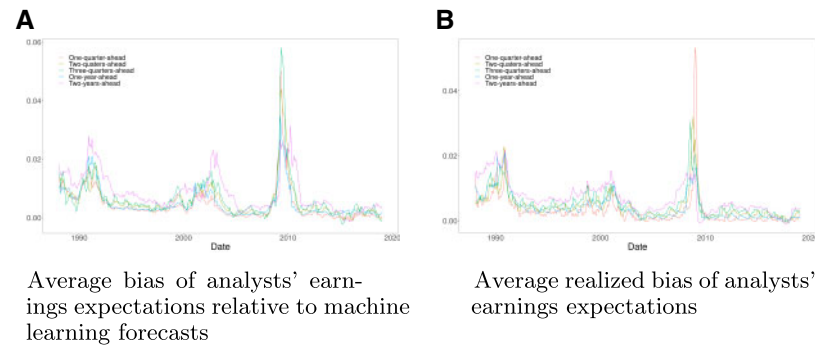 A
0.06
0.04
0.02
0.00
One-quarter-ahead
Two-quaters-ahead
Three-quarters-ahead
One-year-ahead
Two-years-ahead
1990 2000 2010 2020
Date
Average bias of analysts' earn-
ings expectations relative to machine
learning forecasts
B
0.04
0.02
0.00
One-quarter-ahead
Two-quaters-ahead
Three-quarters-ahead
One-year-ahead
Two-years-ahead
1990 2000 2010 202
Date
Average realized bias of analysts'
earnings expectations